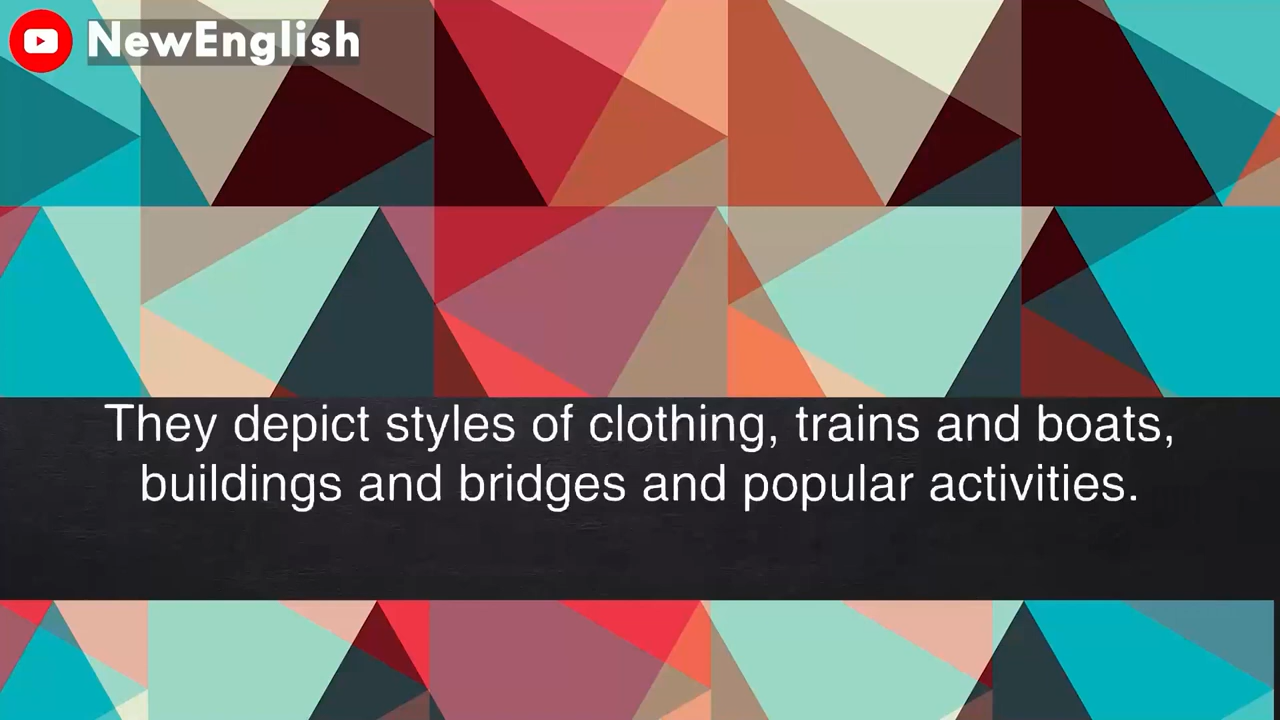 NewEnglish
They depict styles of clothing, trains and boats,
buildings and bridges and popular activities.